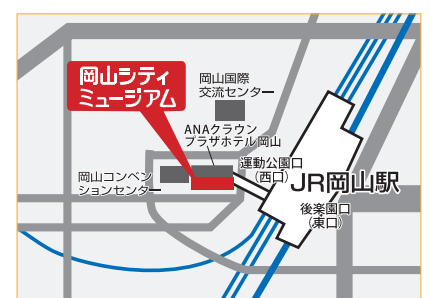 岡山シティ
ミュージアム
岡山国際
交流センター
ANAクラウン
プラザホテル岡山
運動公園口
(西口)
岡山コンベン
ションセンター
JR岡山駅
後楽園口
(東口)